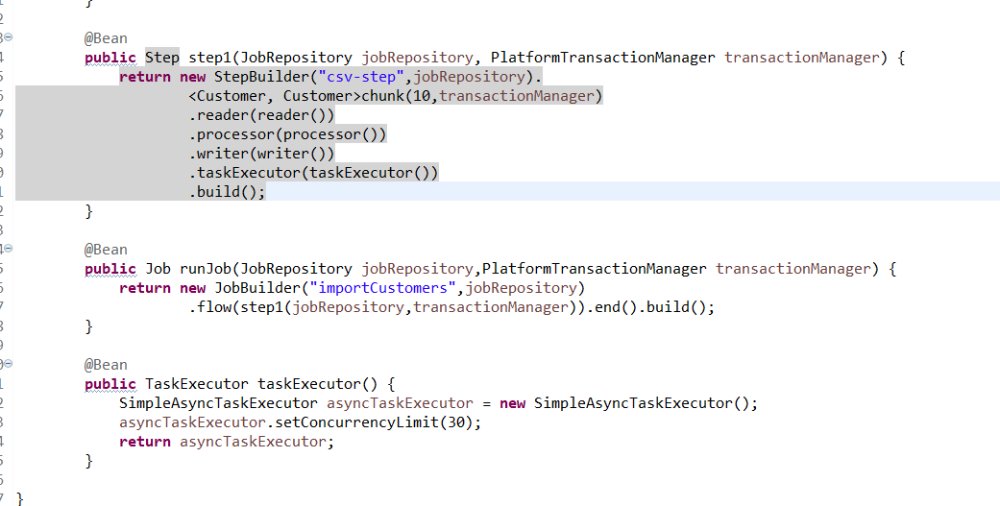 }
2
@Bean
public Step step1(JobRepository jobRepository, PlatformTransactionManager transactionManager) {
return new StepBuilder("csv-step",jobRepository).
<Customer, Customer>chunk(10,transactionManager)
.reader(reader())
.processor(processor())
.writer(writer())
.taskExecutor(taskExecutor())
.build();
}
@Bean
public Job runJob(JobRepository jobRepository,PlatformTransactionManager transactionManager) {
return new JobBuilder("importCustomers",jobRepository)
.flow(step1(jobRepository,transactionManager)).end().build();
}
@Bean
public TaskExecutor taskExecutor() {
SimpleAsyncTaskExecutor asyncTaskExecutor = new SimpleAsyncTaskExecutor();
asyncTaskExecutor.setConcurrencyLimit(30);
return asyncTaskExecutor;
}
}